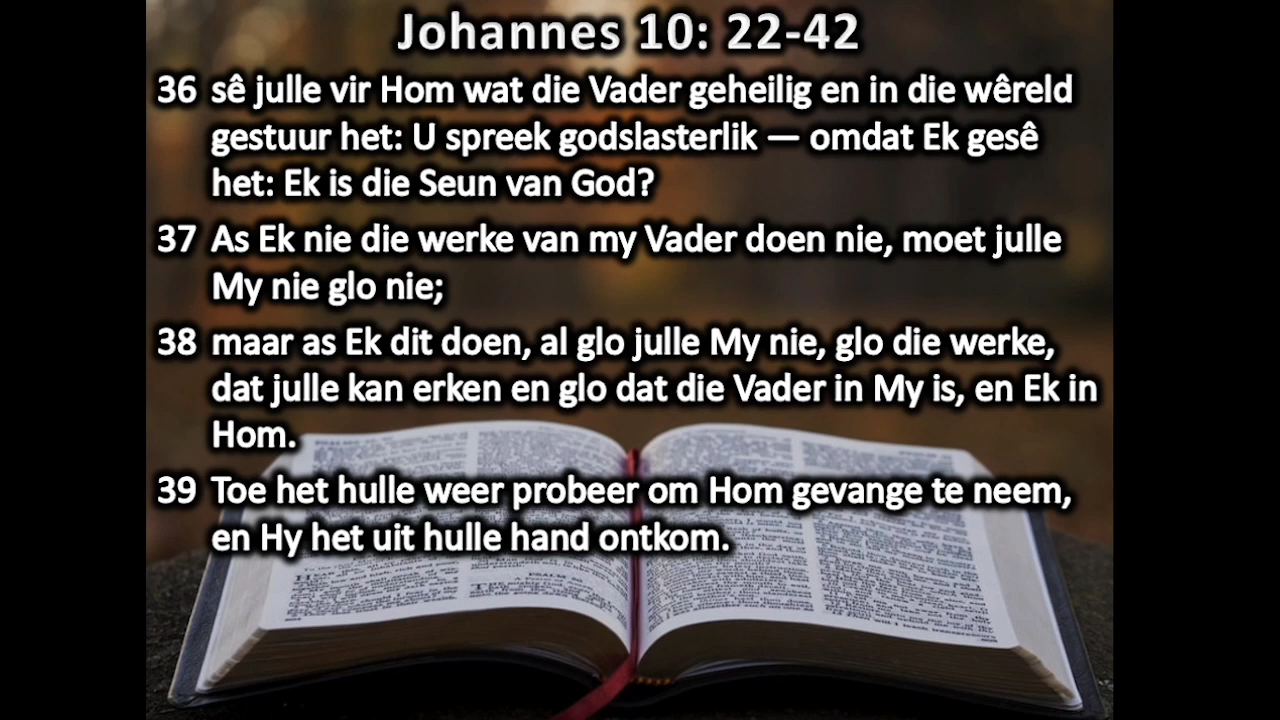 Johannes 10: 22-42
36 sê julle vir Hom wat die Vader geheilig en in die wêreld
gestuur het: U spreek godslasterlik — omdat Ek gesê
het: Ek is die Seun van God?
37 As Ek nie die werke van my Vader doen nie, moet julle
My nie glo nie;
38 maar as Ek dit doen, al glo julle My nie, glo die werke,
dat julle kan erken en glo dat die Vader in My is, en Ek in
Hom.
39 Toe het hulle weer probeer om Hom gevange te neem,
en Hy het uit hulle hand ontkom.